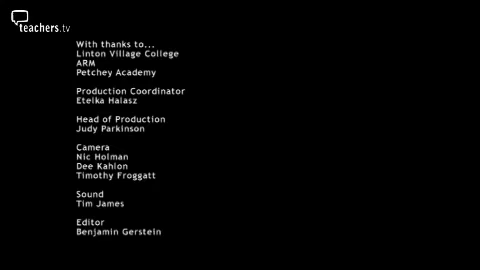 teachers.tv
With thanks to...
Linton Village College
ARM
Petchey Academy
Production Coordinator
Etelka Halasz
Head of Production
Judy Parkinson
Camera
Nic Holman
Dee Kahlon
Timothy Froggatt
Sound
Tim James
Editor
Benjamin Gerstein